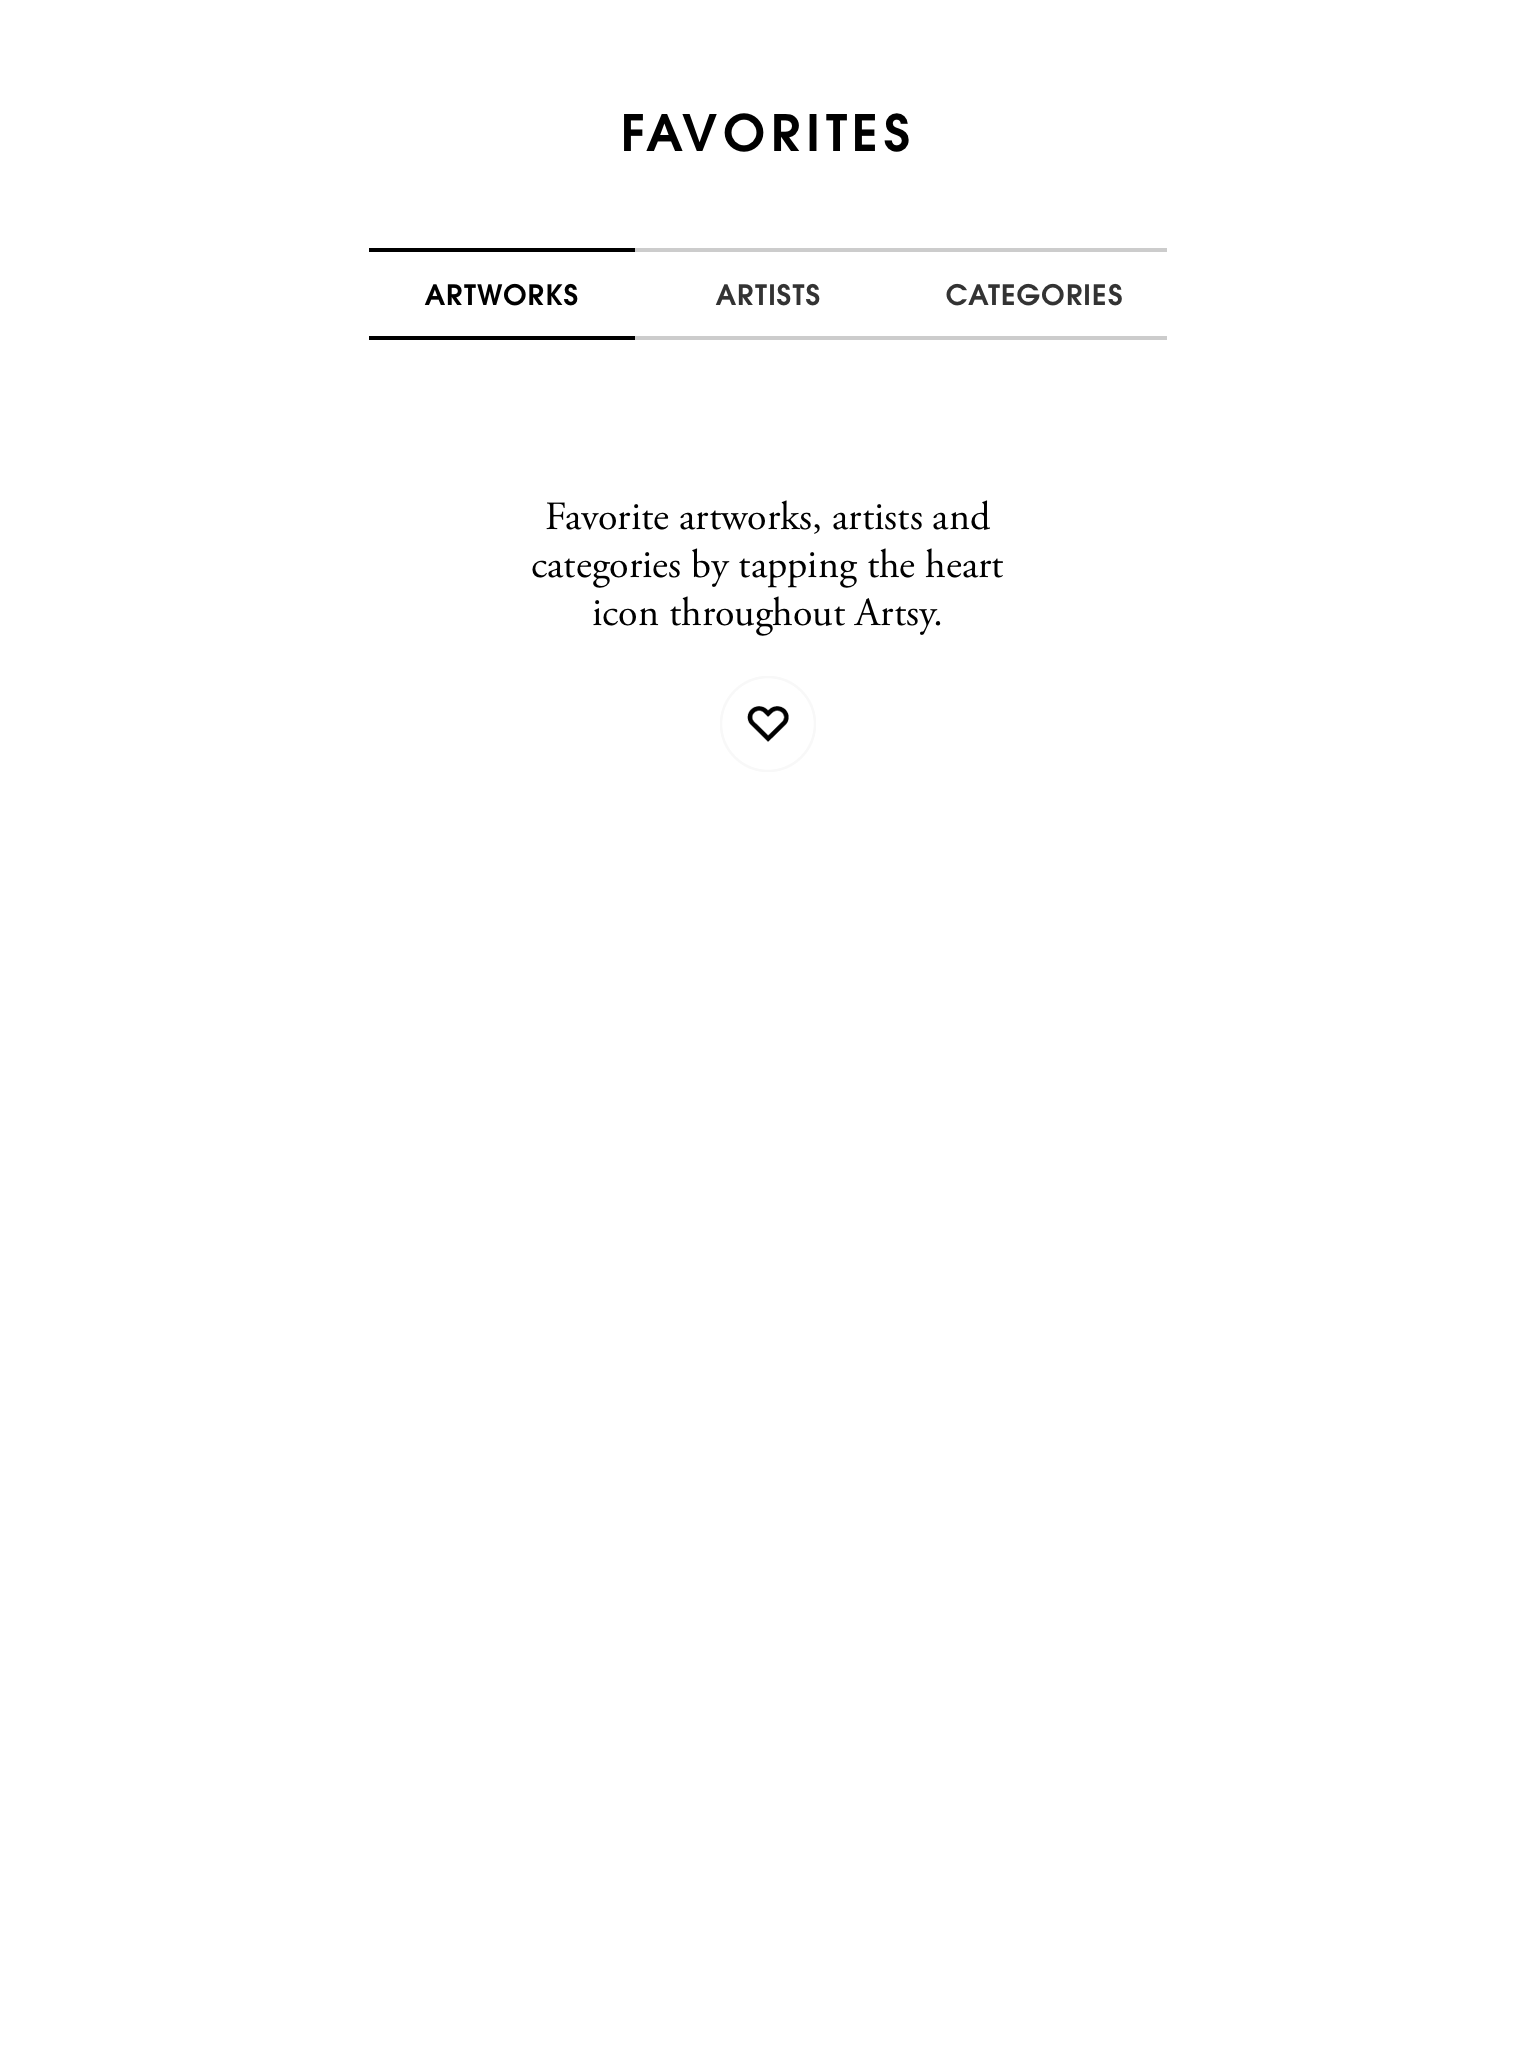 FAVORITES
ARTWORKS
ARTISTS
CATEGORIES
Favorite artworks, artists and
categories by tapping the heart
icon throughout Artsy.